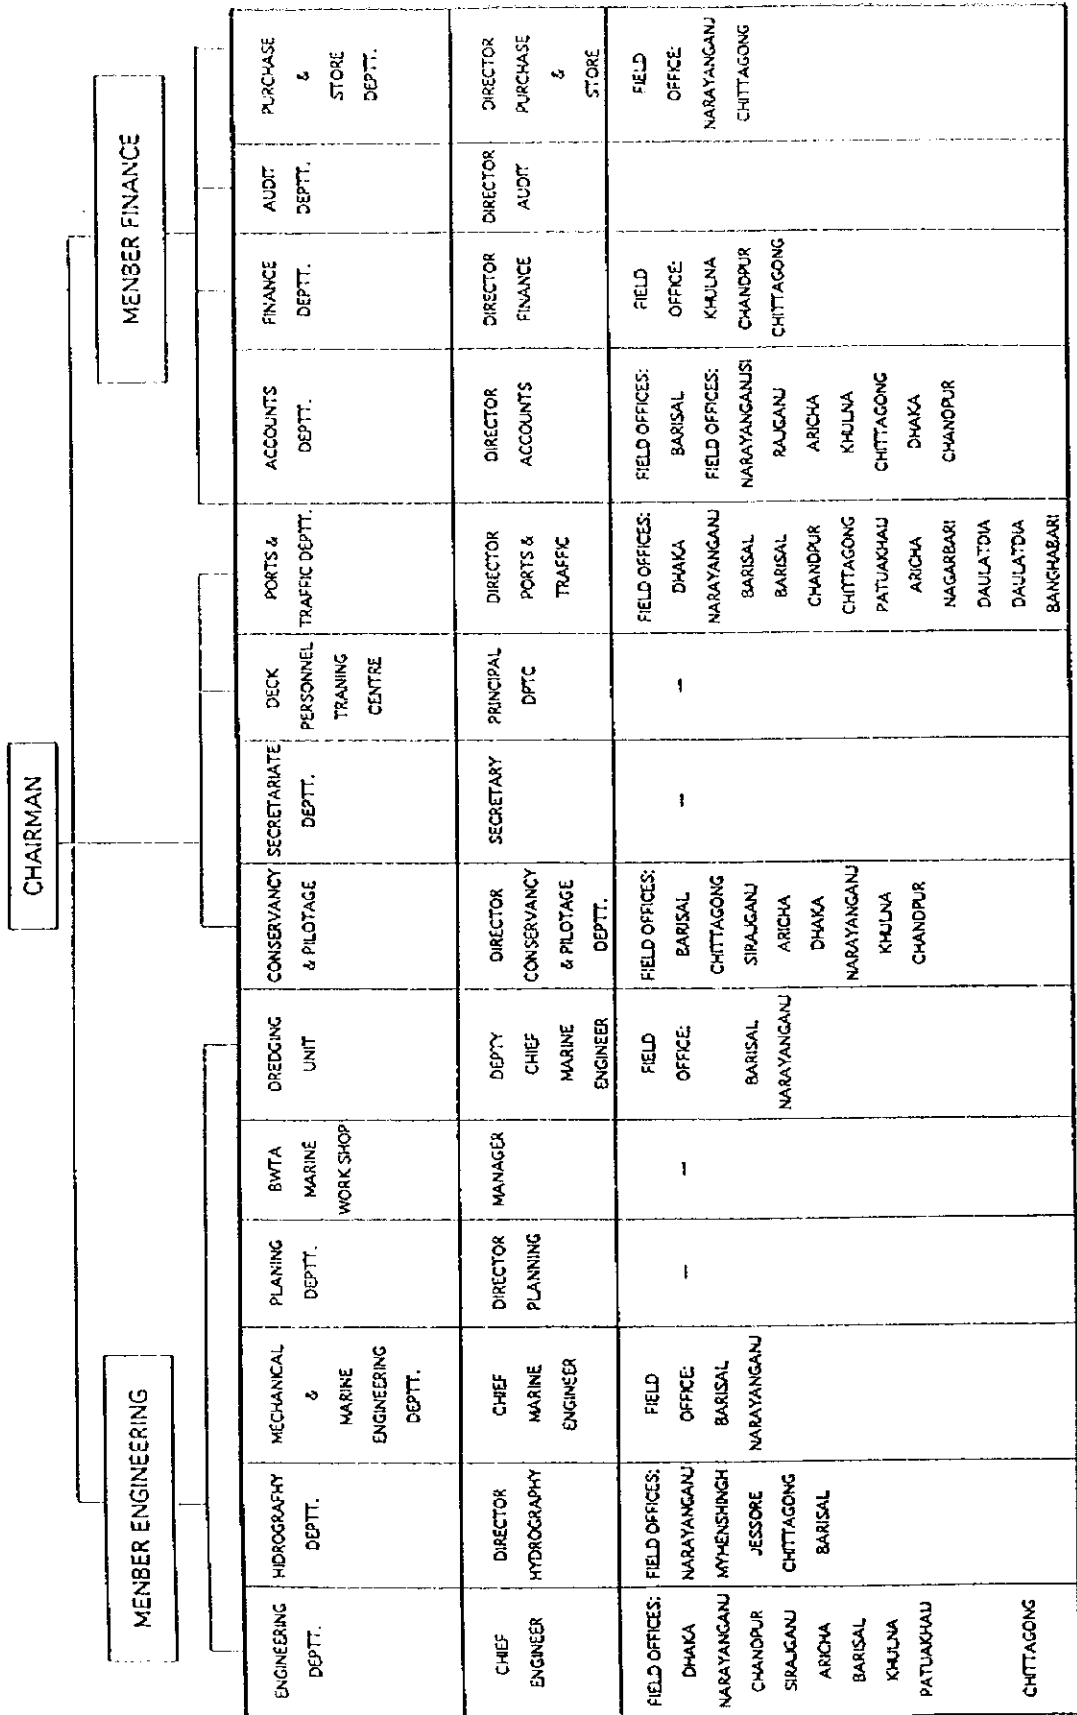 CHAIRMAN
MENBER ENGINEERING
MENBER FINANCE
ENGINEERING
DEPTT.
HIDROGRAPHY
DEPTT.
MECHANICAL
&
MARINE
ENGINEERING
DEPTT.
PLANING
DEPTT.
BWTA
MARINE
WORK SHOP
DREDGING
UNIT
CONSERVANCY
& PILOTAGE
SECRETARIATE
DEPTT.
DECK
PERSONNEL
TRANING
CENTRE
PORTS &
TRAFFIC DEPTT.
ACCOUNTS
DEPTT.
FINANCE
DEPTT.
AUDIT
DEPTT.
PURCHASE
&
STORE
DEPTT.
CHIEF
ENGINEER
DIRECTOR
HYDROGRAPHY
CHIEF
MARINE
ENGINEER
DIRECTOR
PLANNING
MANAGER
DEPTY
CHIEF
MARINE
ENGINEER
DIRECTOR
CONSERVANCY
& PILOTAGE
DEPTT.
SECRETARY
PRINCIPAL
DPTC
DIRECTOR
PORTS &
TRAFFIC
DIRECTOR
ACCOUNTS
DIRECTOR
FINANCE
DIRECTOR
AUDIT
DIRECTOR
PURCHASE
&
STORE
FIELD OFFICES:
DHAKA
NARAYANGANJ
CHANDPUR
SIRAJGANJ
ARICHA
BARISAL
KHULNA
PATUAKHALI
CHITTAGONG
FIELD OFFICES:
NARAYANGANJ
MYHENSHINGH
JESSORE
CHITTAGONG
BARISAL
FIELD
OFFICE:
BARISAL
NARAYANGANJ
--
--
FIELD
OFFICE:
BARISAL
NARAYANGANJ
FIELD OFFICES:
BARISAL
CHITTAGONG
SIRAJGANJ
ARICHA
DHAKA
NARAYANGANJ
KHULNA
CHANDPUR
--
--
FIELD OFFICES:
DHAKA
NARAYANGANJ
BARISAL
BARISAL
CHANDPUR
CHITTAGONG
PATUAKHALI
ARICHA
NAGARBARI
DAULATDIA
DAULATDIA
BANGHABARI
FIELD OFFICES:
BARISAL
FIELD OFFICES:
NARAYANGANJSI
RAJGANJ
ARICHA
KHULNA
CHITTAGONG
DHAKA
CHANDPUR
FIELD
OFFICE:
KHULNA
CHANDPUR
CHITTAGONG
FIELD
OFFICE:
NARAYANGANJ
CHITTAGONG